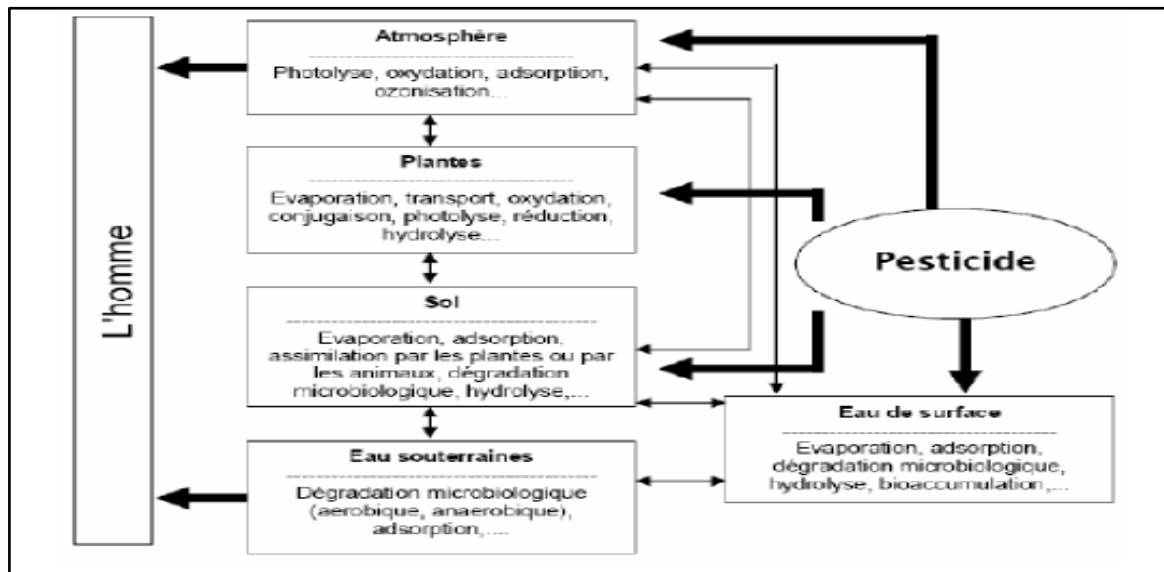 L'homme
Atmosphère
Photolyse, oxydation, adsorption,
ozonisation...
Plantes
Evaporation, transport, oxydation,
conjugaison, photolyse, réduction,
hydrolyse...
Sol
Evaporation, adsorption,
assimilation par les plantes ou par
les animaux, dégradation
microbiologique, hydrolyse,...
Eau souterraines
Dégradation microbiologique
(aerobique, anaerobique),
adsorption,....
Pesticide
Eau de surface
Evaporation, adsorption,
dégradation microbiologique,
hydrolyse, bioaccumulation,...